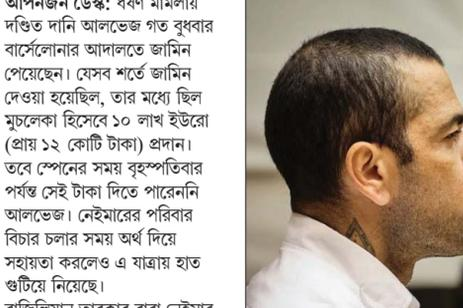 আপনজন ডেস্ক: ধর্ষণ মামলায়
দণ্ডিত দানি আলভেজ গত বুধবার
বার্সেলোনার আদালতে জামিন
পেয়েছেন। যেসব শর্তে জামিন
দেওয়া হয়েছিল, তার মধ্যে ছিল
মুচলেকা হিসেবে ১০ লাখ ইউরো
(প্রায় ১২ কোটি টাকা) প্রদান।
তবে স্পেনের সময় বৃহস্পতিবার
পর্যন্ত সেই টাকা দিতে পারেননি
আলভেজ। নেইমারের পরিবার
বিচার চলার সময় অর্থ দিয়ে
সহায়তা করলেও এ যাত্রায় হাত
গুটিয়ে নিয়েছে।